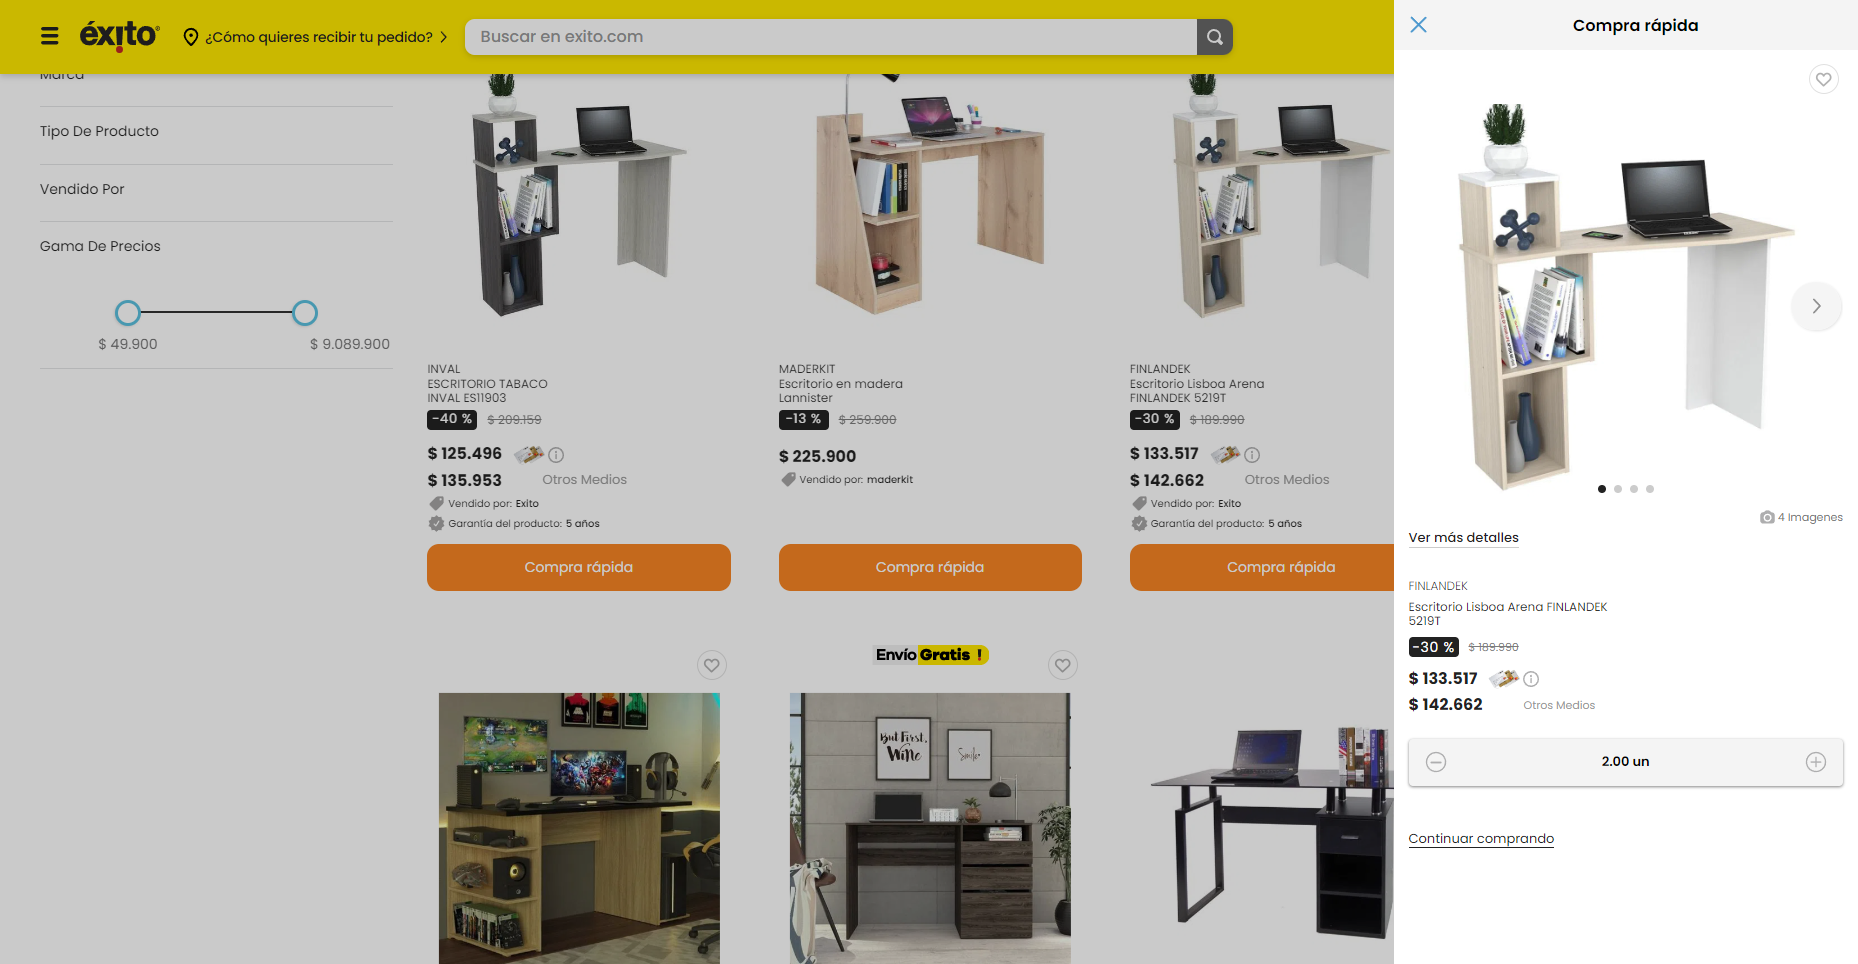 éxito
¿Cómo quieres recibir tu pedido?
Buscar en exito.com
Marca
Tipo De Producto
Vendido Por
Gama De Precios
$ 49.900
$ 9.089.900
INVAL
ESCRITORIO TABACO
INVAL ES11903
-40 % $ 209.159
$ 125.496
$ 135.953 Otros Medios
Vendido por: Exito
Garantía del producto: 5 años
Compra rápida
MADERKIT
Escritorio en madera
Lannister
-13 % $ 259.900
$ 225.900
Vendido por: maderkit
Compra rápida
FINLANDEK
Escritorio Lisboa Arena
FINLANDEK 5219T
-30 % $ 189.990
$ 133.517
$ 142.662 Otros Medios
Vendido por: Exito
Garantía del producto: 5 años
Compra rápida
Envío Gratis !
But First,
Wine
Smile
Compra rápida
4 Imagenes
Ver más detalles
FINLANDEK
Escritorio Lisboa Arena FINLANDEK
5219T
-30 % $ 189.990
$ 133.517
$ 142.662 Otros Medios
2.00 un
Continuar comprando